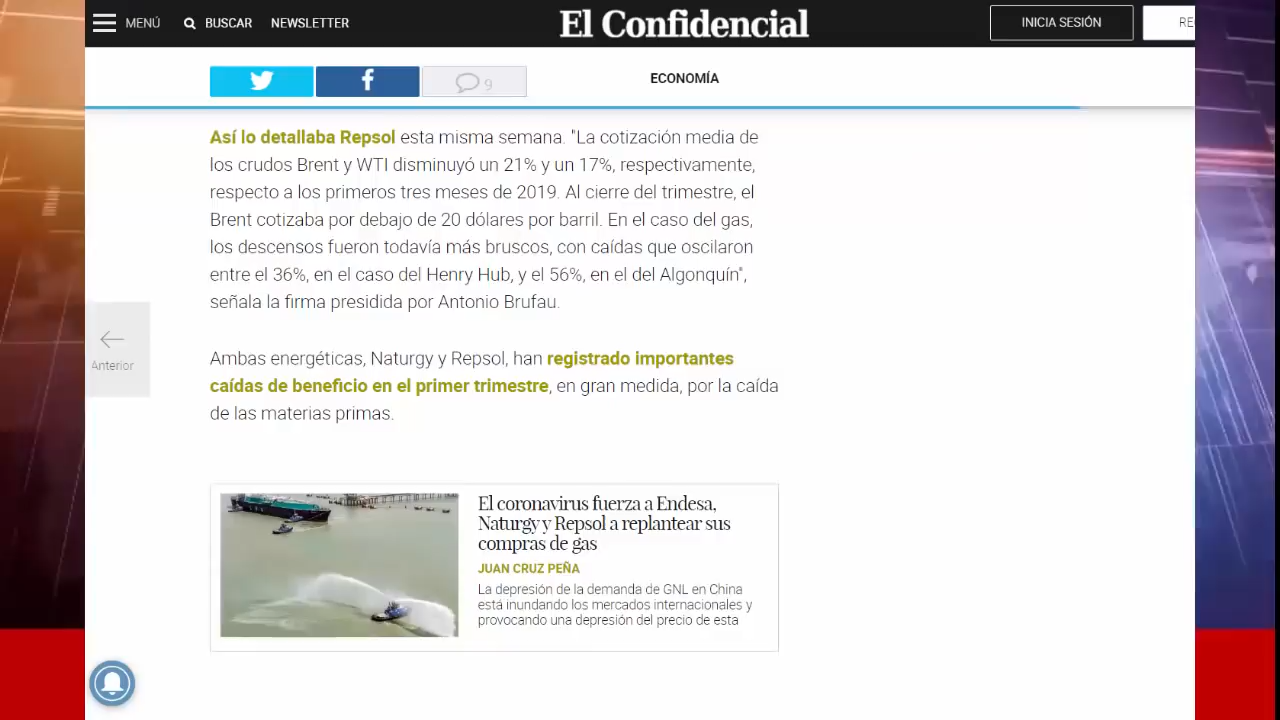 MENÚ
BUSCAR
NEWSLETTER
El Confidencial
INICIA SESIÓN
RE
9
ECONOMÍA
Así lo detallaba Repsol esta misma semana. "La cotización media de
los crudos Brent y WTI disminuyó un 21% y un 17%, respectivamente,
respecto a los primeros tres meses de 2019. Al cierre del trimestre, el
Brent cotizaba por debajo de 20 dólares por barril. En el caso del gas,
los descensos fueron todavía más bruscos, con caídas que oscilaron
entre el 36%, en el caso del Henry Hub, y el 56%, en el del Algonquín",
señala la firma presidida por Antonio Brufau.
Anterior
Ambas energéticas, Naturgy y Repsol, han registrado importantes
caídas de beneficio en el primer trimestre, en gran medida, por la caída
de las materias primas.
El coronavirus fuerza a Endesa,
Naturgy y Repsol a replantear sus
compras de gas
JUAN CRUZ PEÑA
La depresión de la demanda de GNL en China
está inundando los mercados internacionales y
provocando una depresión del precio de esta